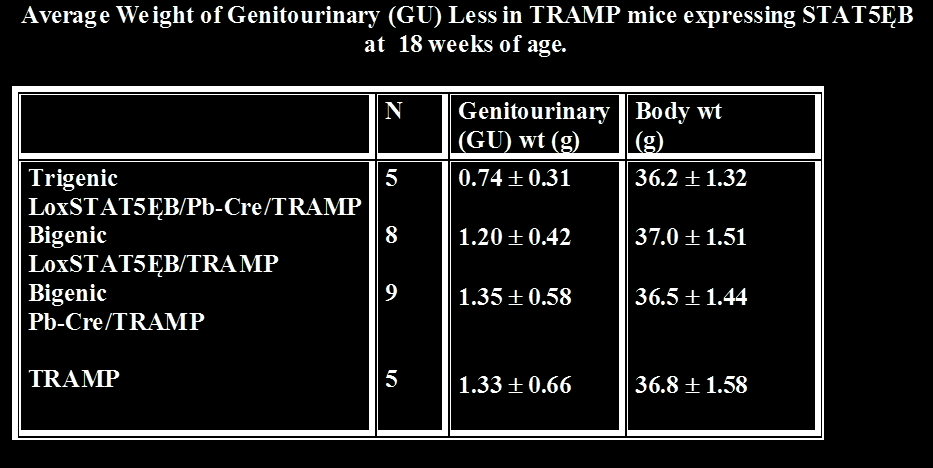 Average Weight of Genitourinary (GU) Less in TRAMP mice expressing STAT5ĘB
at 18 weeks of age.
N Genitourinary (GU) wt (g) Body wt (g)
Trigenic 5 0.74 ± 0.31 36.2 ± 1.32
LoxSTAT5ĘB/Pb-Cre/TRAMP
Bigenic 8 1.20 ± 0.42 37.0 ± 1.51
LoxSTAT5ĘB/TRAMP
Bigenic 9 1.35 ± 0.58 36.5 ± 1.44
Pb-Cre/TRAMP
TRAMP 5 1.33 ± 0.66 36.8 ± 1.58